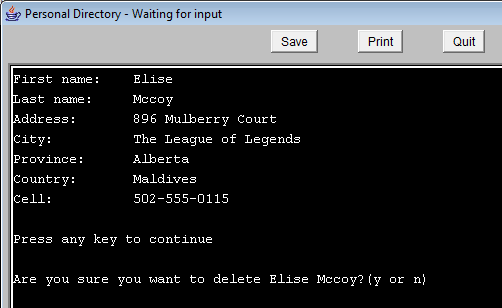 Personal Directory - Waiting for input
Save Print Quit
First name: Elise
Last name: Mccoy
Address: 896 Mulberry Court
City: The League of Legends
Province: Alberta
Country: Maldives
Cell: 502-555-0115
Press any key to continue
Are you sure you want to delete Elise Mccoy?(y or n)